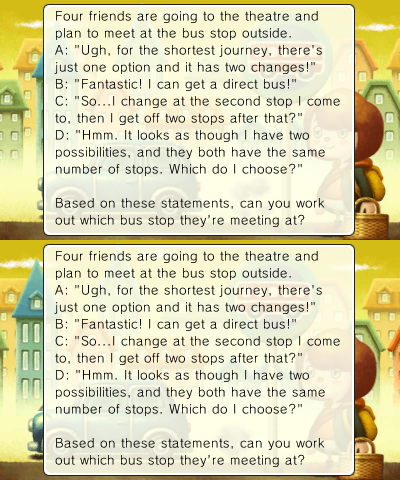 Four friends are going to the theatre and
plan to meet at the bus stop outside.
A: "Ugh, for the shortest journey, there's
just one option and it has two changes!"
B: "Fantastic! I can get a direct bus!"
C: "So...I change at the second stop I come
to, then I get off two stops after that?"
D: "Hmm. It looks as though I have two
possibilities, and they both have the same
number of stops. Which do I choose?"
Based on these statements, can you work
out which bus stop they're meeting at?
Four friends are going to the theatre and
plan to meet at the bus stop outside.
A: "Ugh, for the shortest journey, there's
just one option and it has two changes!"
B: "Fantastic! I can get a direct bus!"
C: "So...I change at the second stop I come
to, then I get off two stops after that?"
D: "Hmm. It looks as though I have two
possibilities, and they both have the same
number of stops. Which do I choose?"
Based on these statements, can you work
out which bus stop they're meeting at?